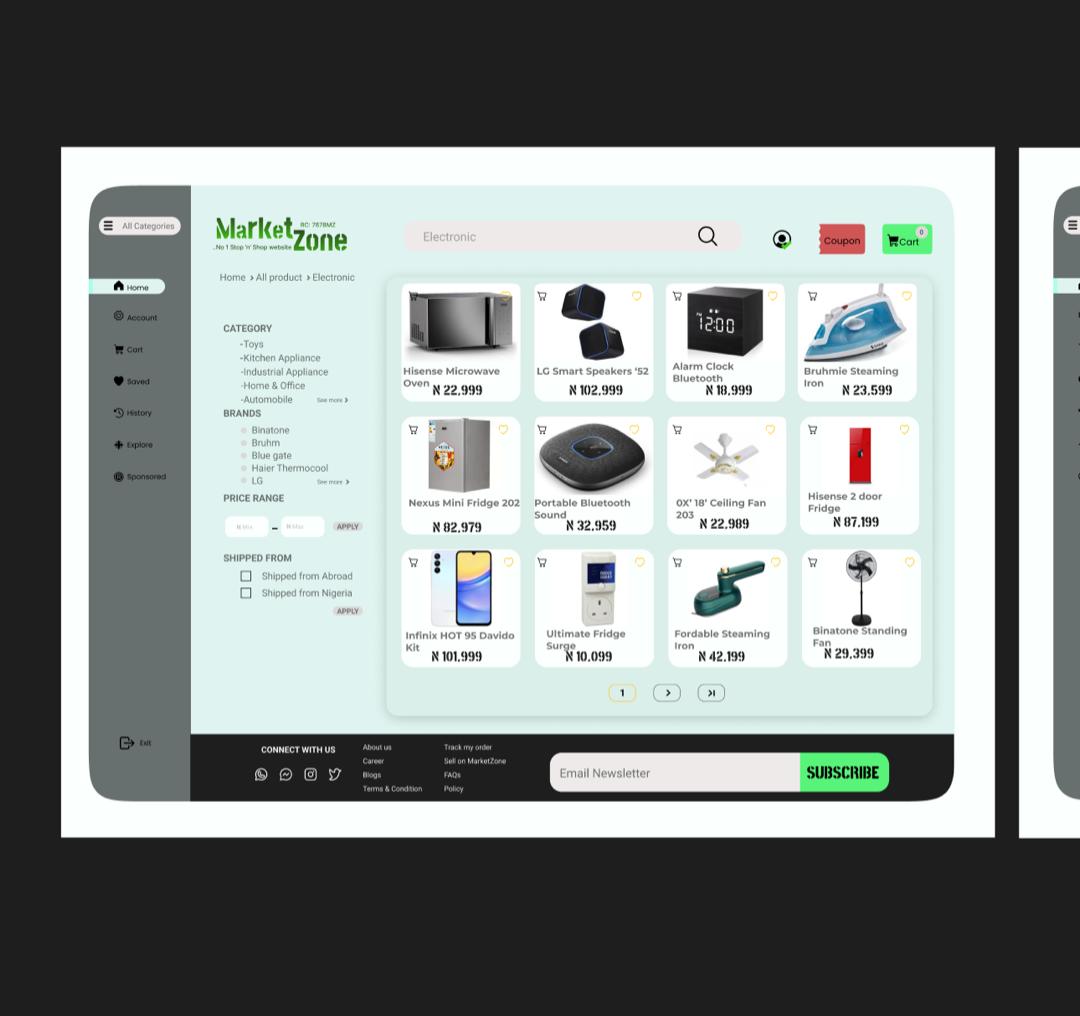 All Categories
Home
Account
Cart
Saved
History
Explore
Sponsored
Exit
Market
RC: 7878MZ
..No 1 Stop 'n' Shop website
Zone
Electronic
Coupon
0
Cart
Home > All product > Electronic
CATEGORY
-Toys
-Kitchen Appliance
-Industrial Appliance
-Home & Office
-Automobile
See more >
BRANDS
Binatone
Bruhm
Blue gate
Haier Thermocool
LG
See more >
PRICE RANGE
₦ Min
-
₦ Max
APPLY
SHIPPED FROM
Shipped from Abroad
Shipped from Nigeria
APPLY
Hisense Microwave
Oven
₦ 22,999
LG Smart Speakers '52
₦ 102,999
12:00
Alarm Clock
Bluetooth
₦ 18,999
Bruhmie Steaming
Iron
₦ 23,599
Nexus Mini Fridge 202
₦ 82,979
Portable Bluetooth
Sound
₦ 32,959
0X' 18' Ceiling Fan
203
₦ 22,989
Hisense 2 door
Fridge
₦ 87,199
Infinix HOT 95 Davido
Kit
₦ 101,999
Ultimate Fridge
Surge
₦ 10,099
Fordable Steaming
Iron
₦ 42,199
Binatone Standing
Fan
₦ 29,399
1
CONNECT WITH US
About us
Career
Blogs
Terms & Condition
Track my order
Sell on MarketZone
FAQs
Policy
Email Newsletter
SUBSCRIBE